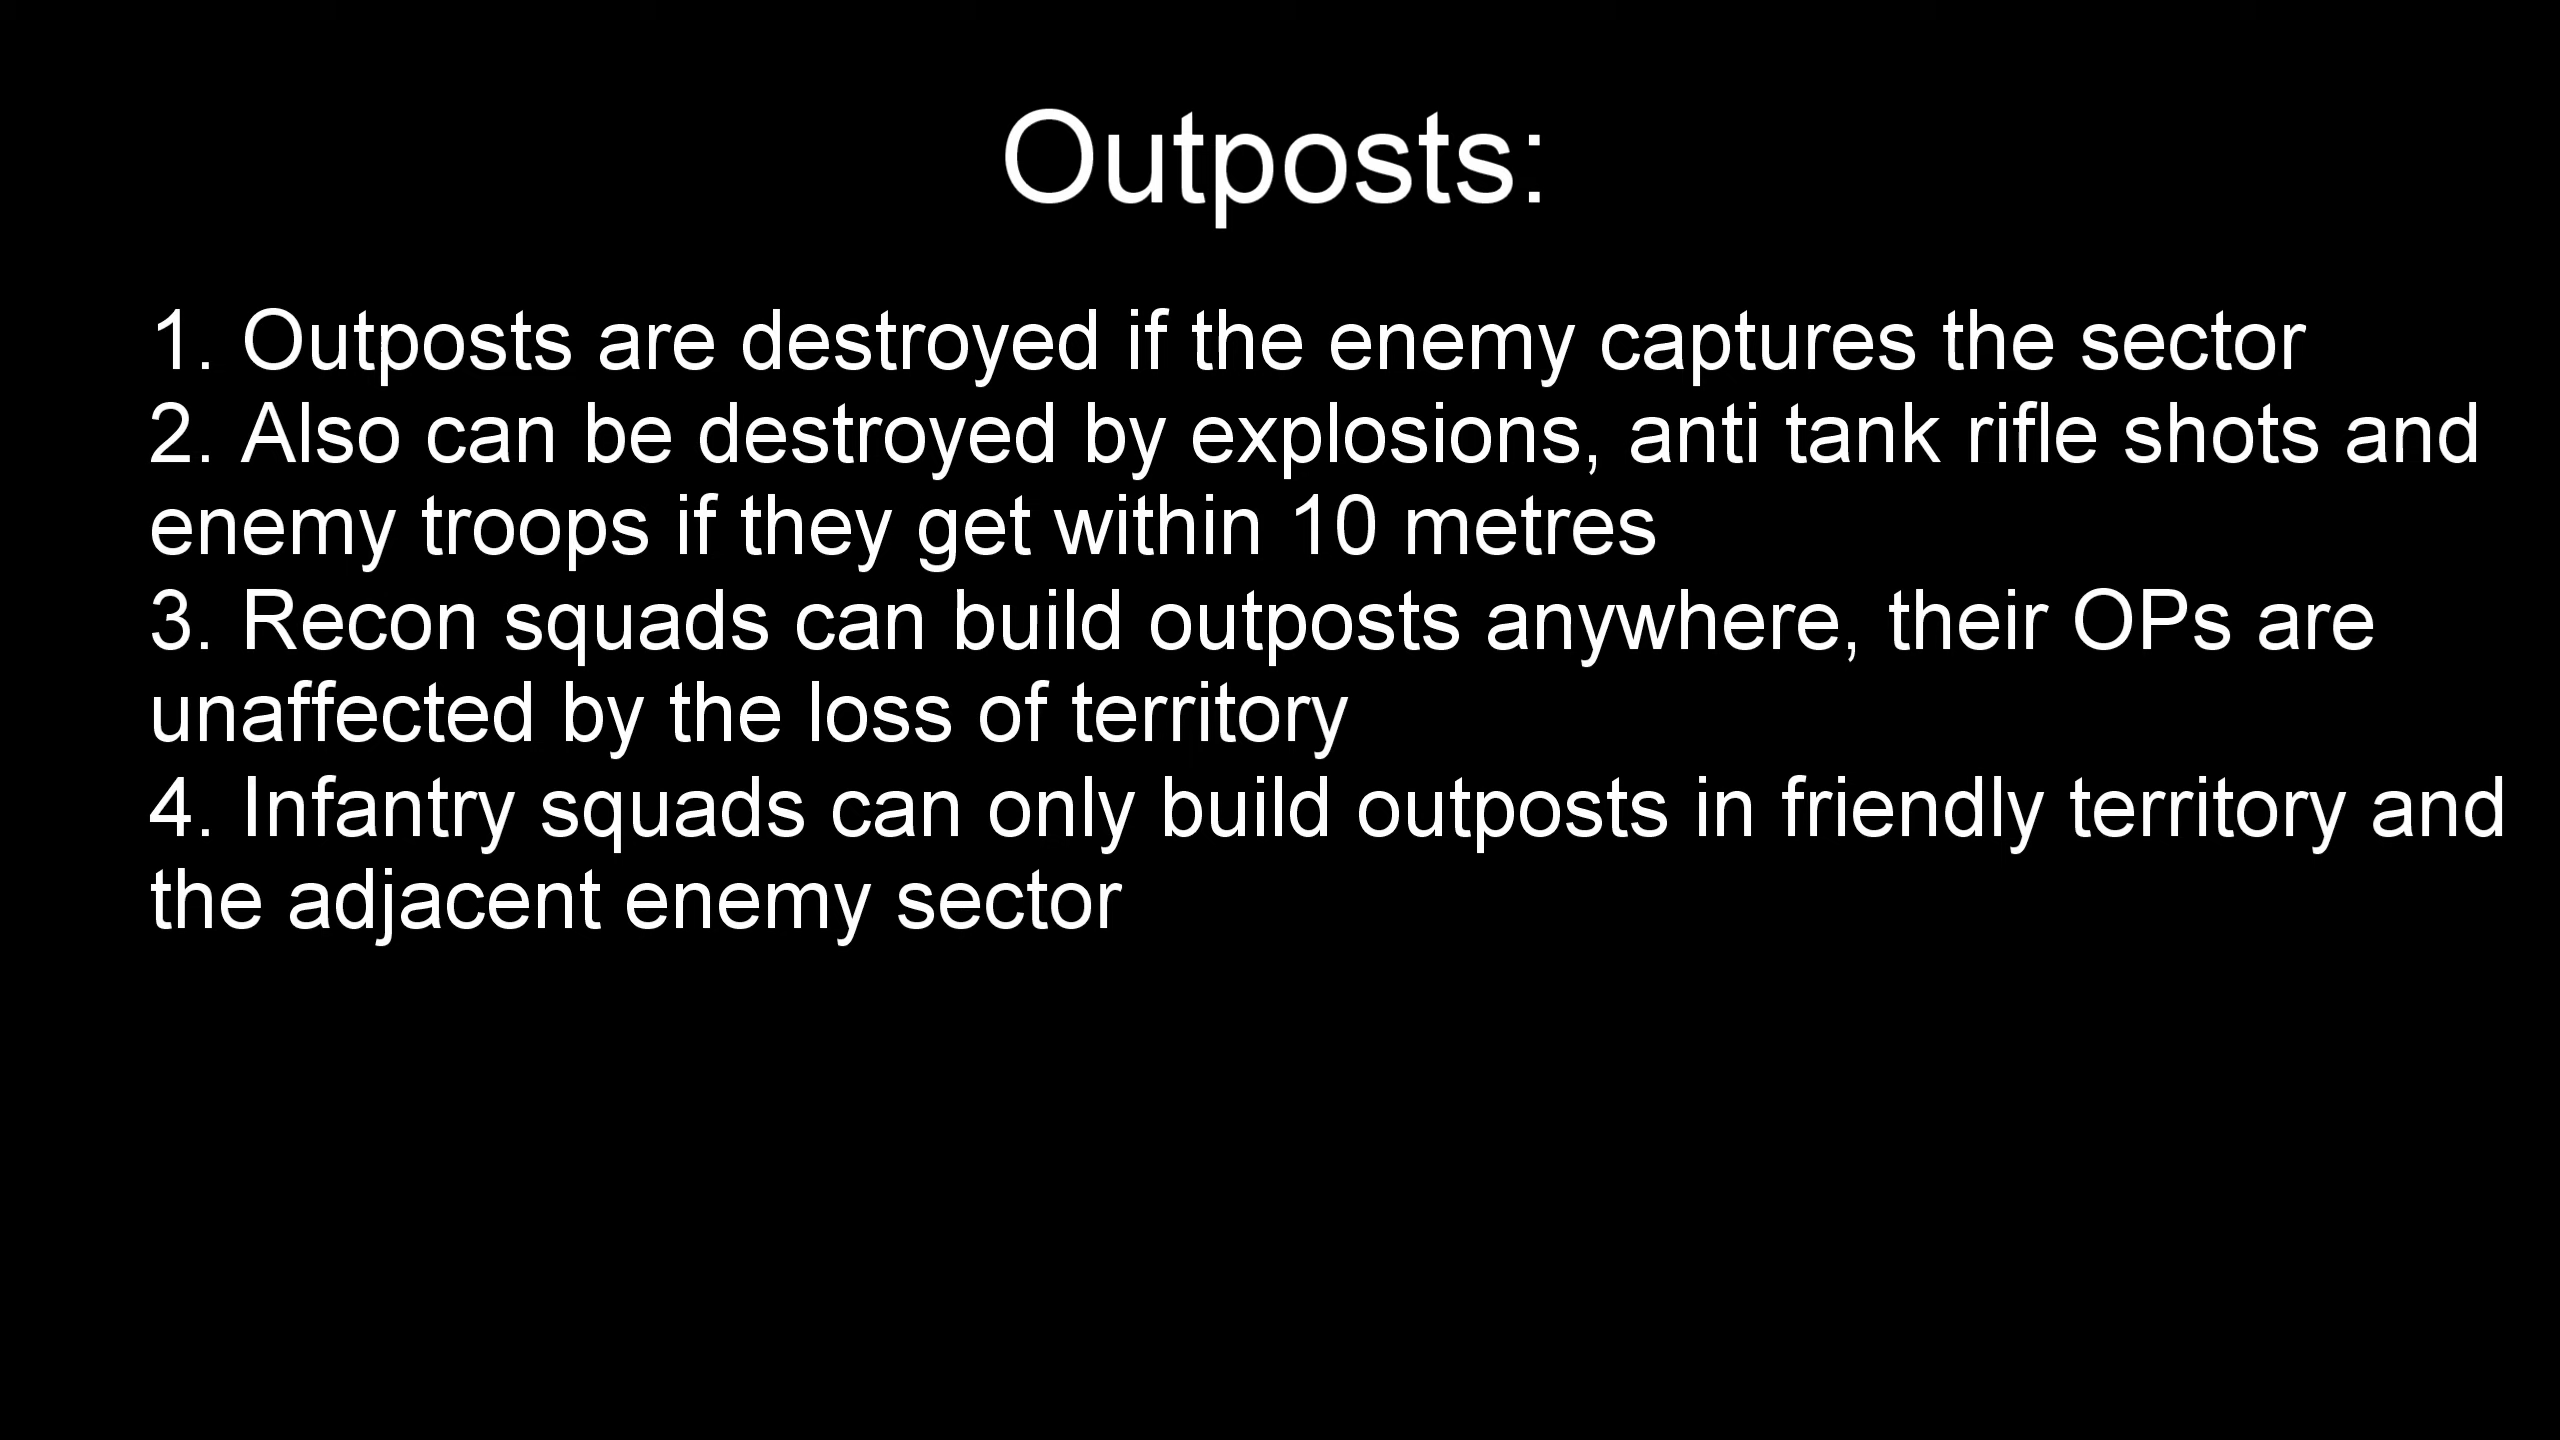 Outposts:
1. Outposts are destroyed if the enemy captures the sector
2. Also can be destroyed by explosions, anti tank rifle shots and
enemy troops if they get within 10 metres
3. Recon squads can build outposts anywhere, their OPs are
unaffected by the loss of territory
4. Infantry squads can only build outposts in friendly territory and
the adjacent enemy sector